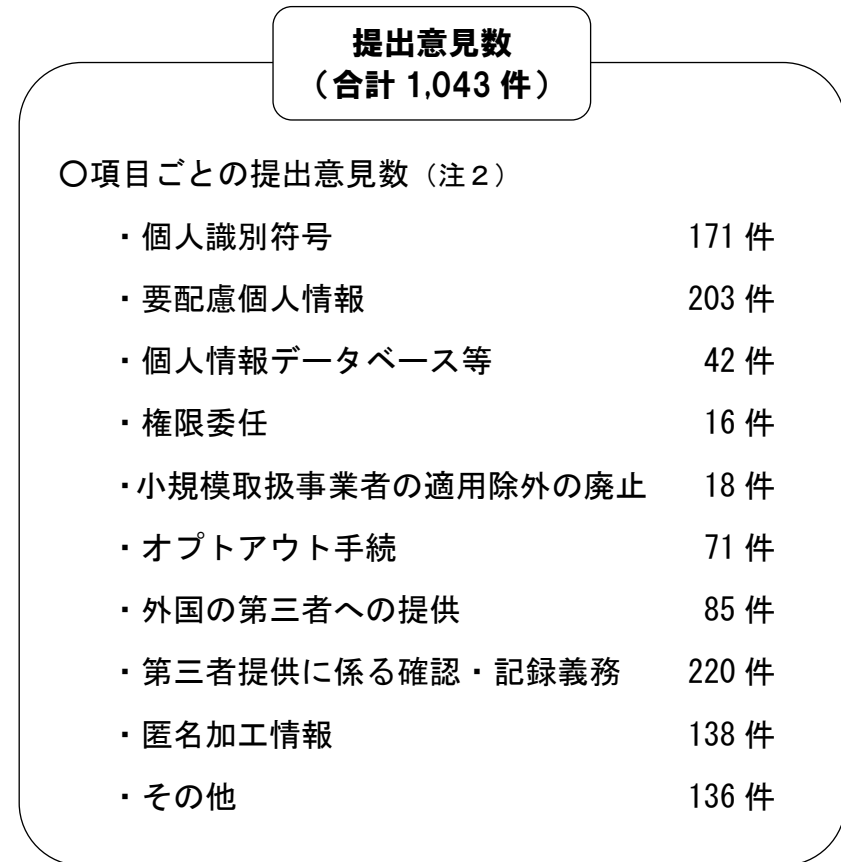 提出意見数
（合計 1,043 件）
〇項目ごとの提出意見数（注２）
・個人識別符号 171 件
・要配慮個人情報 203 件
・個人情報データベース等 42 件
・権限委任 16 件
・小規模取扱事業者の適用除外の廃止 18 件
・オプトアウト手続 71 件
・外国の第三者への提供 85 件
・第三者提供に係る確認・記録義務 220 件
・匿名加工情報 138 件
・その他 136 件